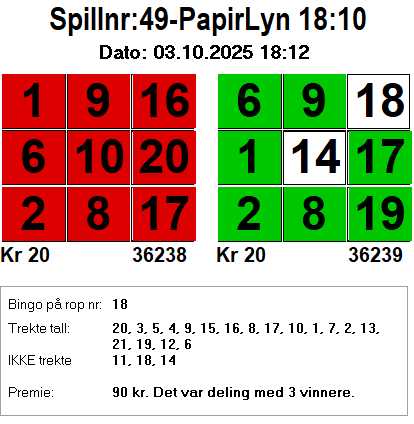 Spillnr:49-PapirLyn 18:10
Dato: 03.10.2025 18:12
1 9 16 6 9 18
6 10 20 1 14 17
2 8 17 2 8 19
Kr 20 36238 Kr 20 36239
Bingo på rop nr: 18
Trekte tall: 20, 3, 5, 4, 9, 15, 16, 8, 17, 10, 1, 7, 2, 13,
21, 19, 12, 6
IKKE trekte 11, 18, 14
Premie: 90 kr. Det var deling med 3 vinnere.